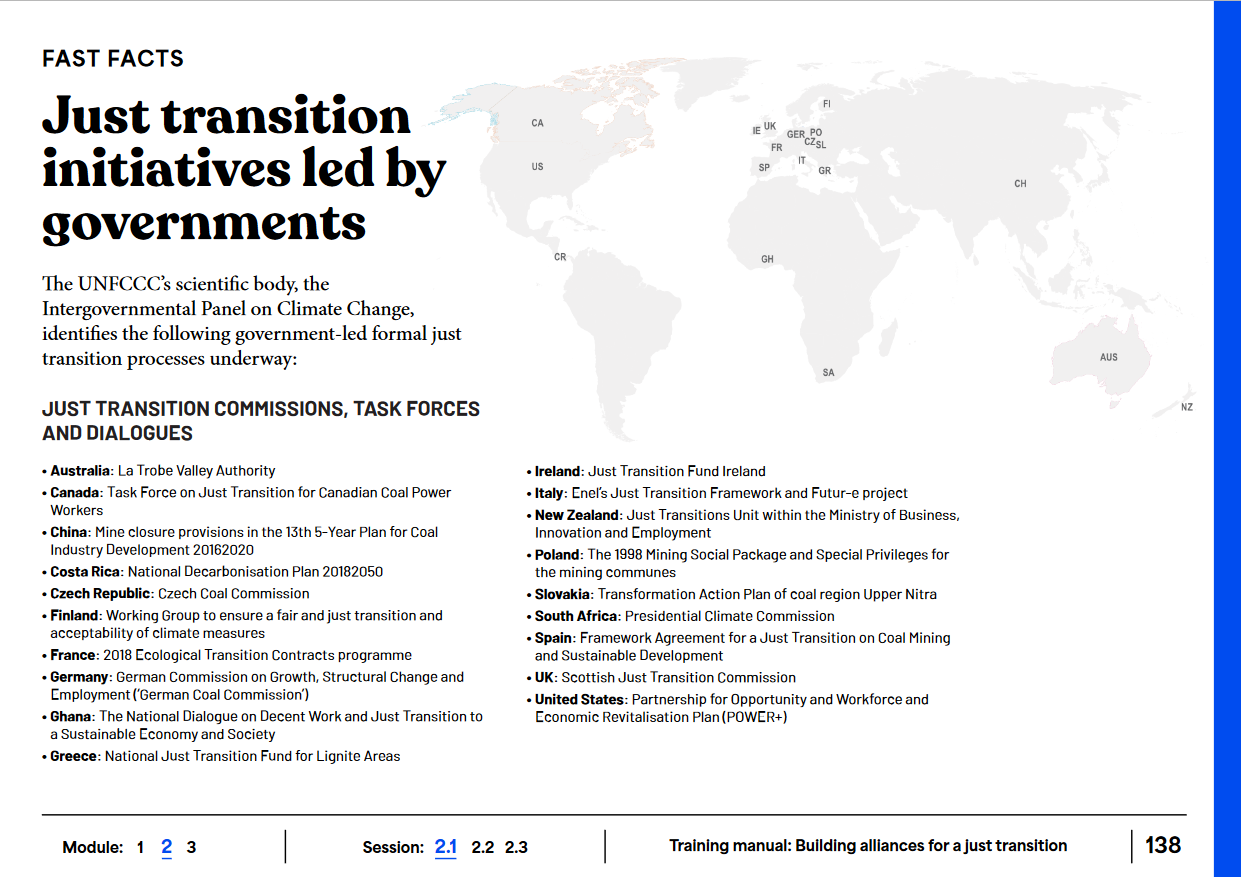 FAST FACTS
Just transition
initiatives led by
governments
The UNFCCC's scientific body, the
Intergovernmental Panel on Climate Change,
identifies the following government-led formal just
transition processes underway:
CA
US
CR
FI
IE
UK
GER
PO
CZ
SL
FR
IT
SP
GR
CH
GH
SA
AUS
NZ
JUST TRANSITION COMMISSIONS, TASK FORCES
AND DIALOGUES
• Australia: La Trobe Valley Authority
• Canada: Task Force on Just Transition for Canadian Coal Power
Workers
• China: Mine closure provisions in the 13th 5-Year Plan for Coal
Industry Development 20162020
• Costa Rica: National Decarbonisation Plan 20182050
• Czech Republic: Czech Coal Commission
• Finland: Working Group to ensure a fair and just transition and
acceptability of climate measures
• France: 2018 Ecological Transition Contracts programme
• Germany: German Commission on Growth, Structural Change and
Employment ('German Coal Commission')
• Ghana: The National Dialogue on Decent Work and Just Transition to
a Sustainable Economy and Society
• Greece: National Just Transition Fund for Lignite Areas
• Ireland: Just Transition Fund Ireland
• Italy: Enel's Just Transition Framework and Futur-e project
• New Zealand: Just Transitions Unit within the Ministry of Business,
Innovation and Employment
• Poland: The 1998 Mining Social Package and Special Privileges for
the mining communes
• Slovakia: Transformation Action Plan of coal region Upper Nitra
• South Africa: Presidential Climate Commission
• Spain: Framework Agreement for a Just Transition on Coal Mining
and Sustainable Development
• UK: Scottish Just Transition Commission
• United States: Partnership for Opportunity and Workforce and
Economic Revitalisation Plan (POWER+)
Module: 1 2 3
Session: 2.1 2.2 2.3
Training manual: Building alliances for a just transition
138